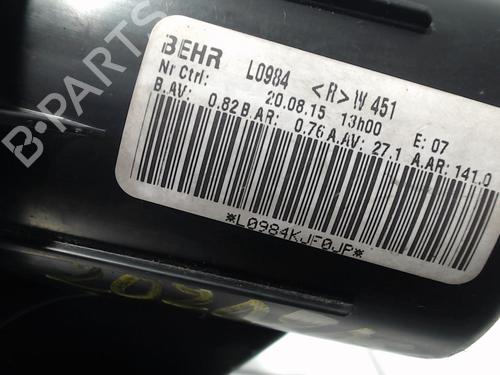 BEHR L0984 <R> W 451
Nr Ctrl: 20.08.15 13h00 E: 07
B.AV: 0.82 B.AR: 0.76 A.AV: 27.1 A.AR: 141.0
*L0984KJF0JP*
B-PARTS